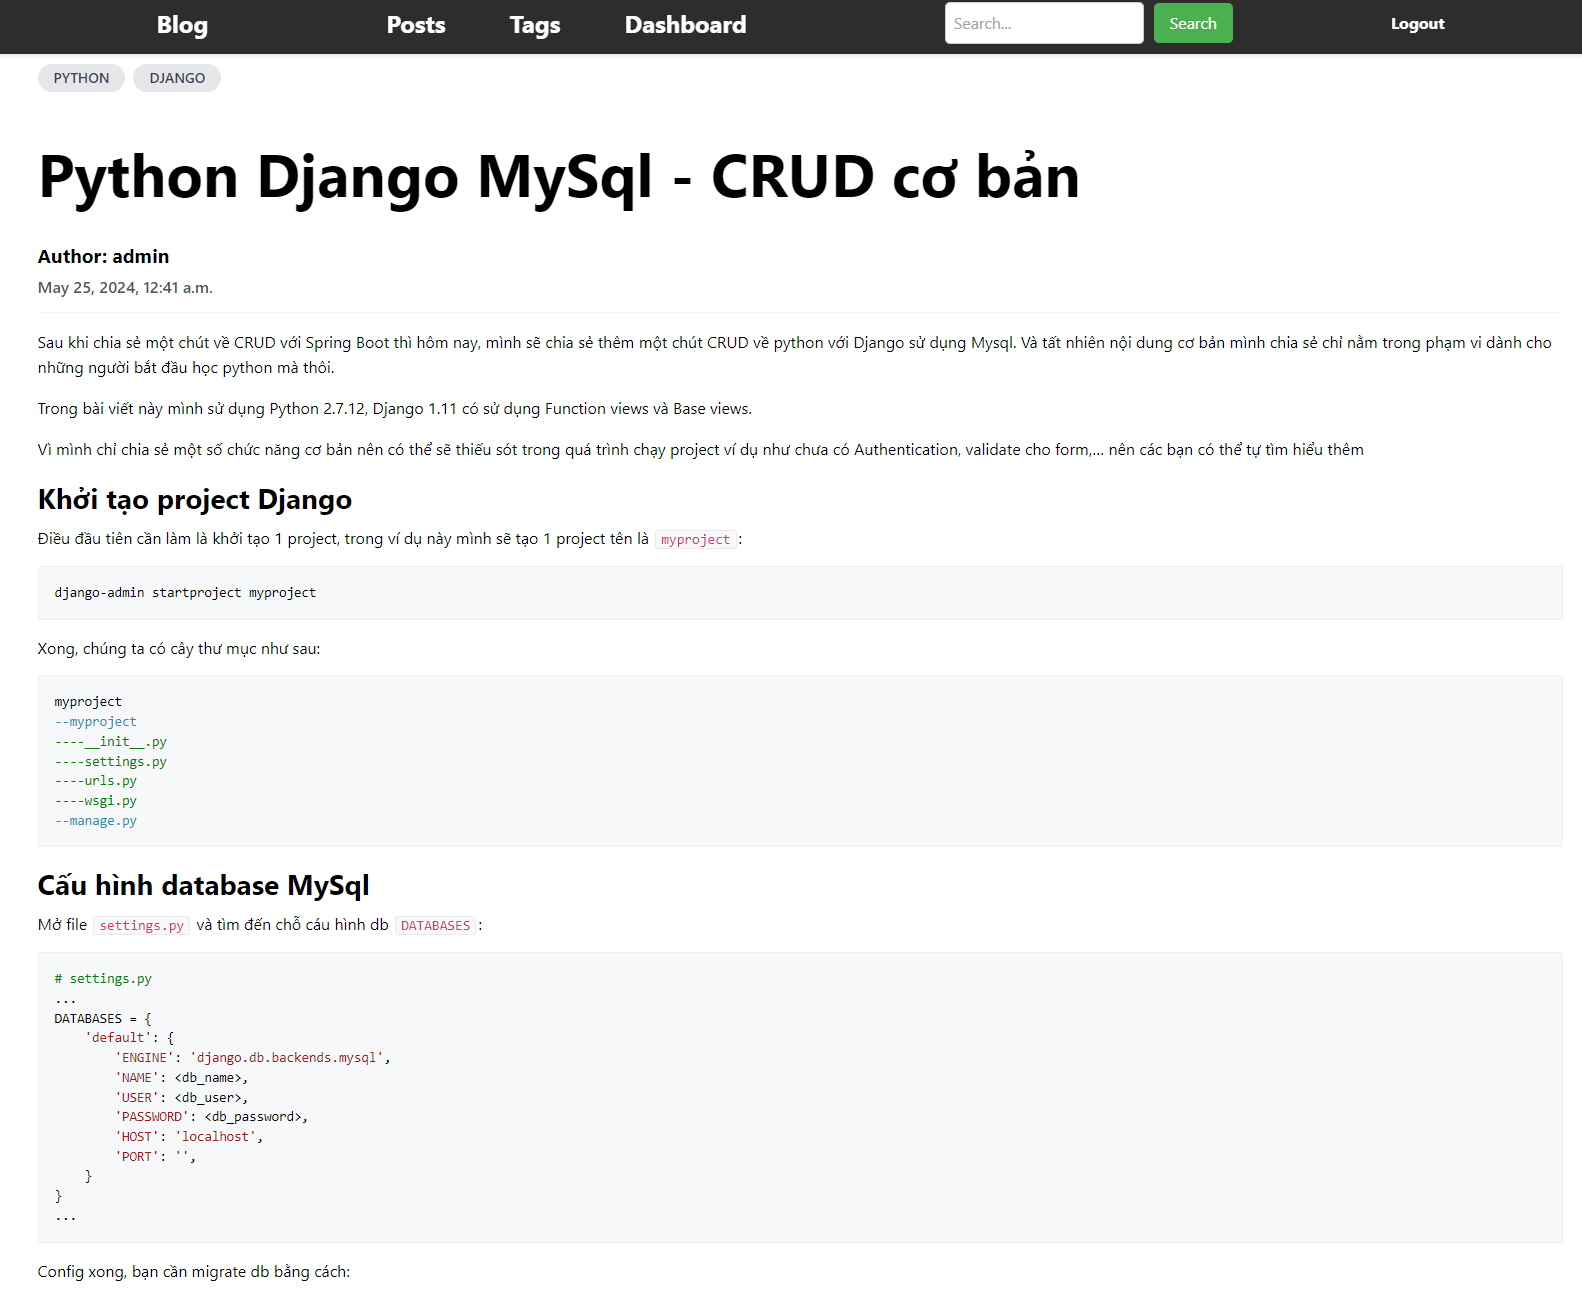 Blog Posts Tags Dashboard Search... Search Logout
PYTHON DJANGO
Python Django MySql - CRUD cơ bản
Author: admin
May 25, 2024, 12:41 a.m.
Sau khi chia sẻ một chút về CRUD với Spring Boot thì hôm nay, mình sẽ chia sẻ thêm một chút CRUD về python với Django sử dụng Mysql. Và tất nhiên nội dung cơ bản mình chia sẻ chỉ nằm trong phạm vi dành cho
những người bắt đầu học python mà thôi.
Trong bài viết này mình sử dụng Python 2.7.12, Django 1.11 có sử dụng Function views và Base views.
Vì mình chỉ chia sẻ một số chức năng cơ bản nên có thể sẽ thiếu sót trong quá trình chạy project ví dụ như chưa có Authentication, validate cho form,... nên các bạn có thể tự tìm hiểu thêm
Khởi tạo project Django
Điều đầu tiên cần làm là khởi tạo 1 project, trong ví dụ này mình sẽ tạo 1 project tên là myproject:
django-admin startproject myproject
Xong, chúng ta có cây thư mục như sau:
myproject
--myproject
----__init__.py
----settings.py
----urls.py
----wsgi.py
--manage.py
Cấu hình database MySql
Mở file settings.py và tìm đến chỗ cáu hình db DATABASES:
# settings.py
...
DATABASES = {
    'default': {
        'ENGINE': 'django.db.backends.mysql',
        'NAME': <db_name>,
        'USER': <db_user>,
        'PASSWORD': <db_password>,
        'HOST': 'localhost',
        'PORT': '',
    }
}
...
Config xong, bạn cần migrate db bằng cách: